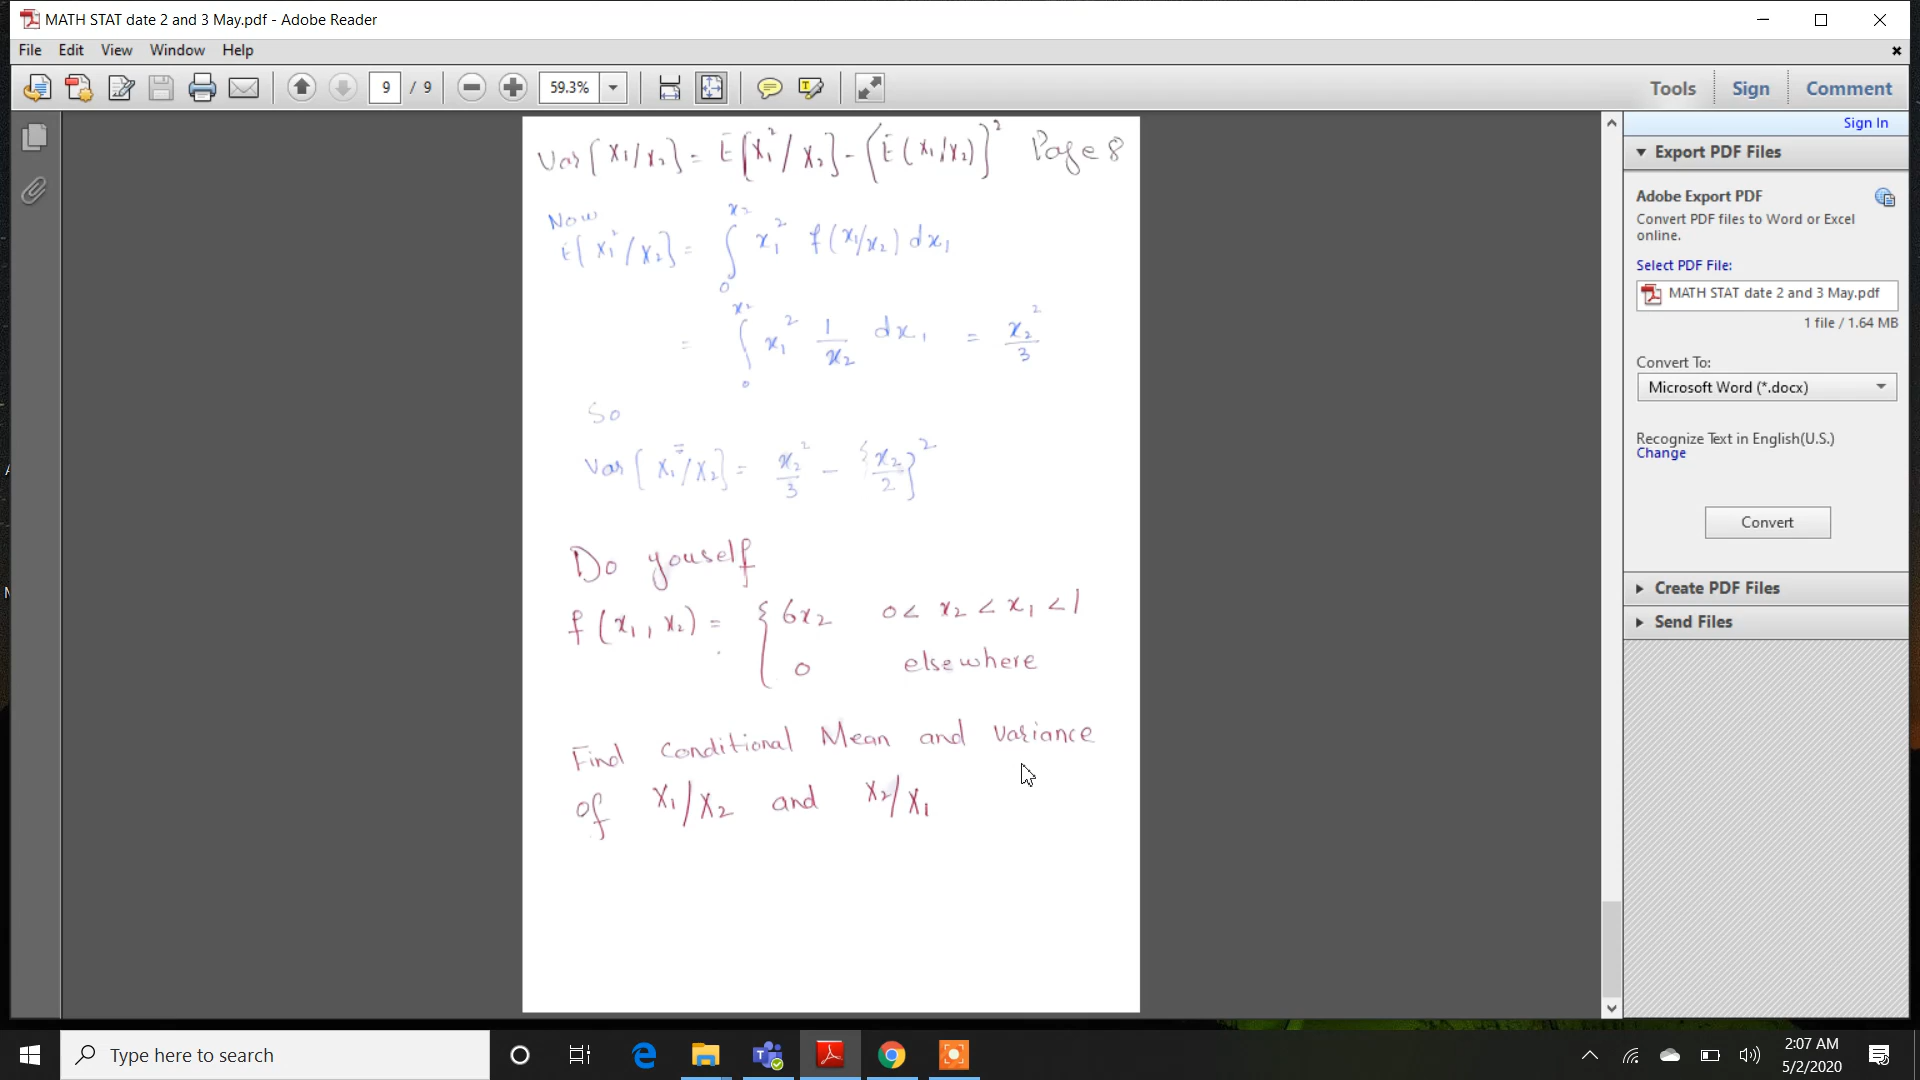 MATH STAT date 2 and 3 May.pdf - Adobe Reader
File Edit View Window Help
9 / 9 59.3% Tools Sign Comment
Sign In
Export PDF Files
Adobe Export PDF
Convert PDF files to Word or Excel
online.
Select PDF File:
MATH STAT date 2 and 3 May.pdf
1 file / 1.64 MB
Convert To:
Microsoft Word (*.docx)
Recognize Text in English(U.S.)
Change
Convert
Create PDF Files
Send Files
Var[X₁/X₂] = E[X₁²/X₂] - (E(X₁/X₂)]² Page 8
Now
E[X₁²/X₂] = ∫₀^x₂ x₁² f(x₁/x₂) dx₁
= ∫₀^x₂ x₁² 1/x₂ dx₁ = x₂²/3
So
Var[X₁/X₂] = x₂²/3 - {x₂/2}²
Do youself
f(x₁, x₂) = { 6x₂ 0 < x₂ < x₁ < 1
0 elsewhere
Find Conditional Mean and variance
of X₁/X₂ and X₂/X₁
Type here to search
2:07 AM
5/2/2020